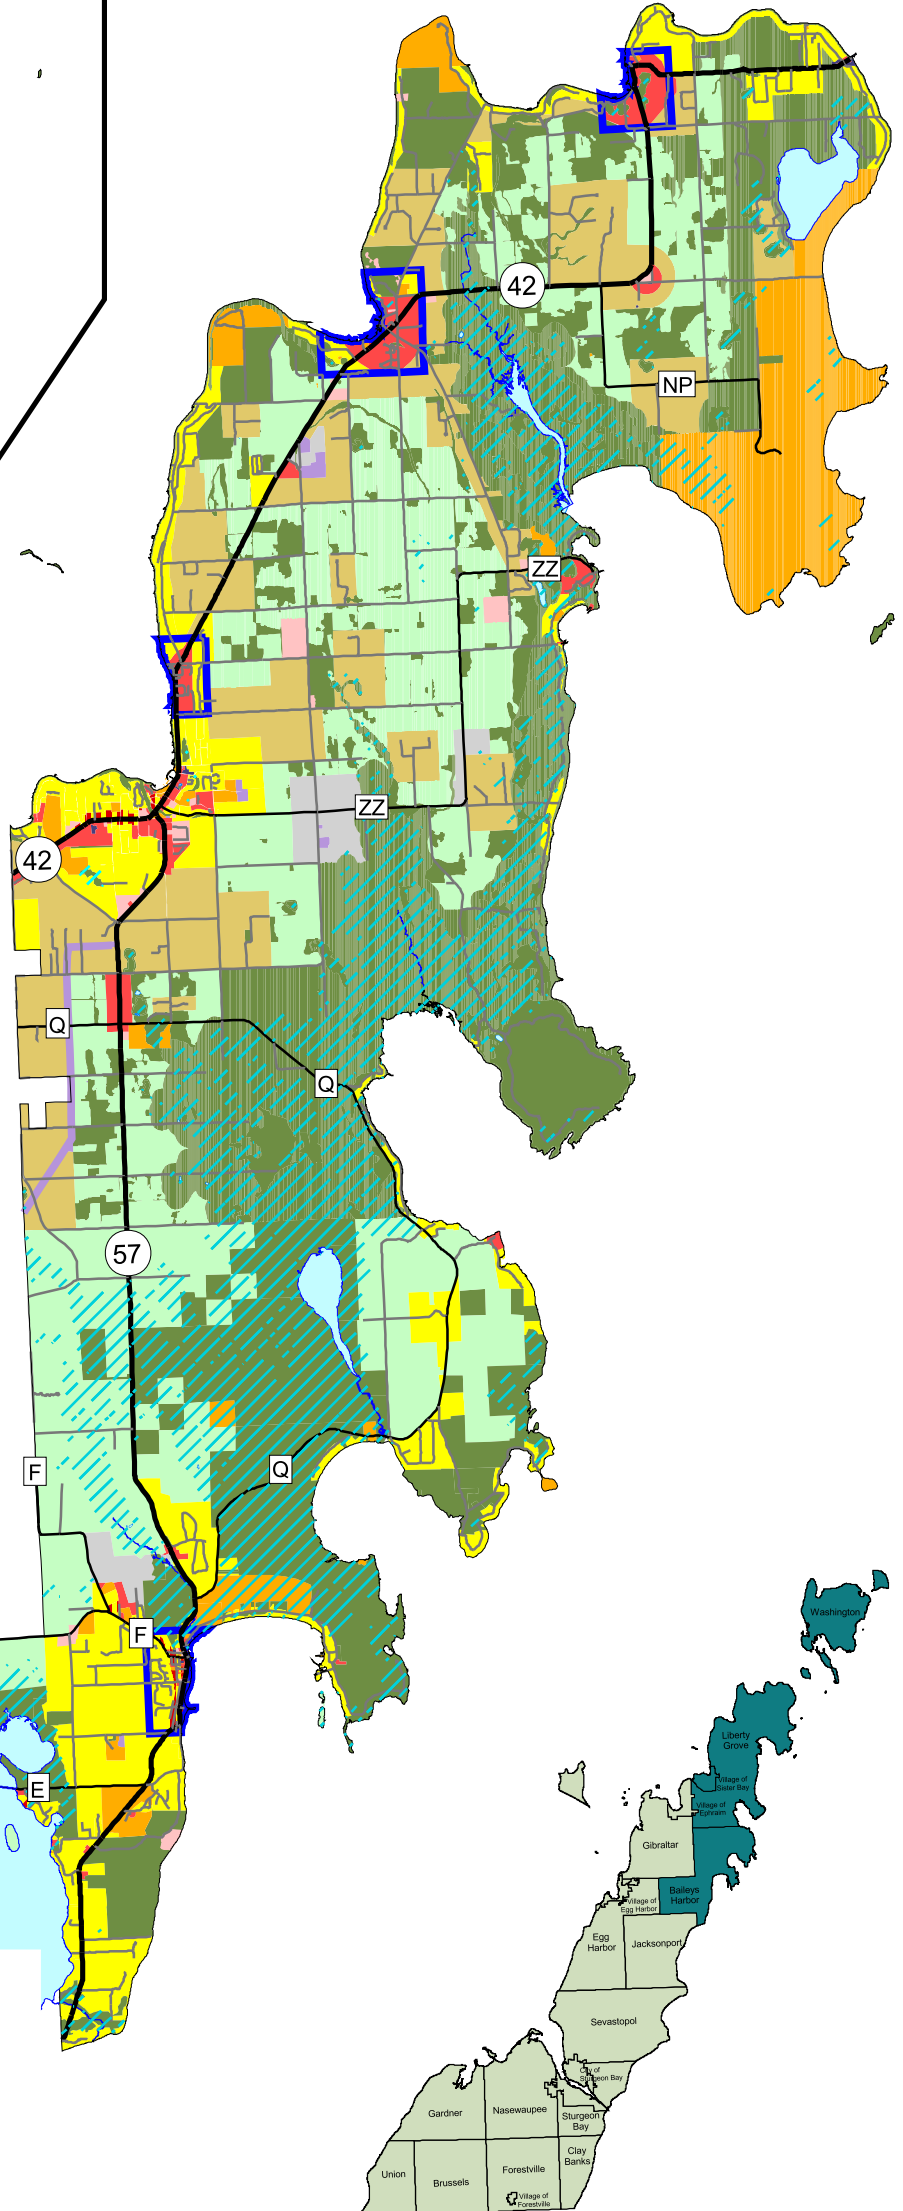 42
NP
ZZ
ZZ
42
Q
Q
57
F
Q
F
E
Washington
Liberty
Grove
Village of
Sister Bay
Village of
Ephraim
Gibraltar
Baileys
Harbor
Village of
Egg Harbor
Egg
Harbor
Jacksonport
Sevastopol
City of
Sturgeon Bay
Gardner
Nasewaupee
Sturgeon
Bay
Clay
Banks
Union
Brussels
Forestville
Village of
Forestville